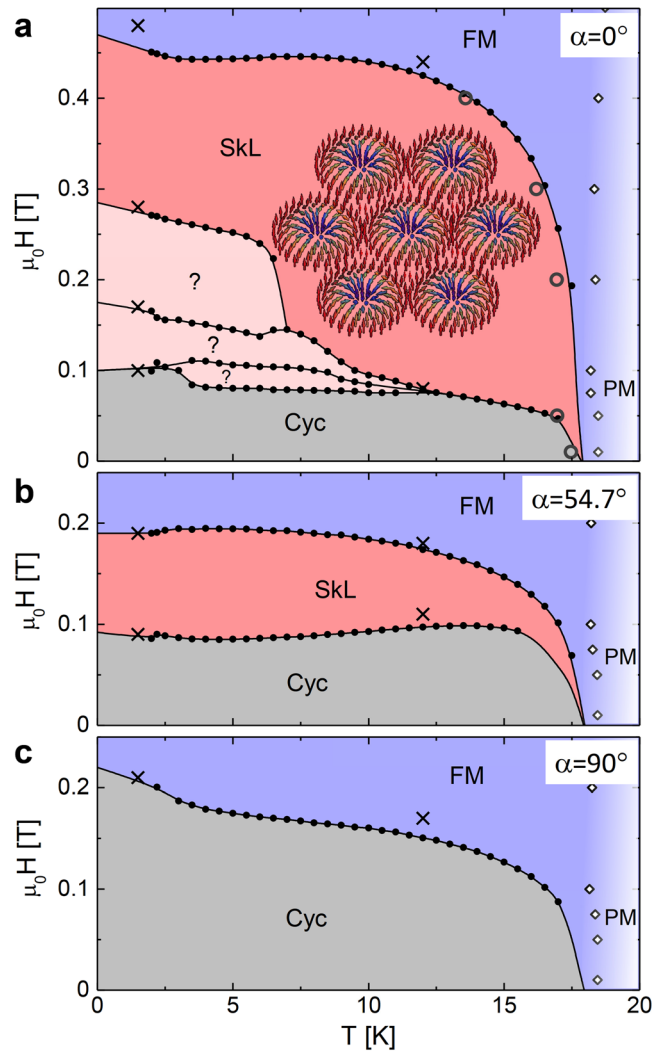 a
FM
α=0°
0.4
SkL
0.3
μ₀H [T]
0.2
?
?
0.1
?
PM
Cyc
0
b
FM
α=54.7°
0.2
μ₀H [T]
SkL
0.1
PM
Cyc
0
c
FM
α=90°
0.2
μ₀H [T]
0.1
PM
Cyc
0.0
0 5 10 15 20
T [K]